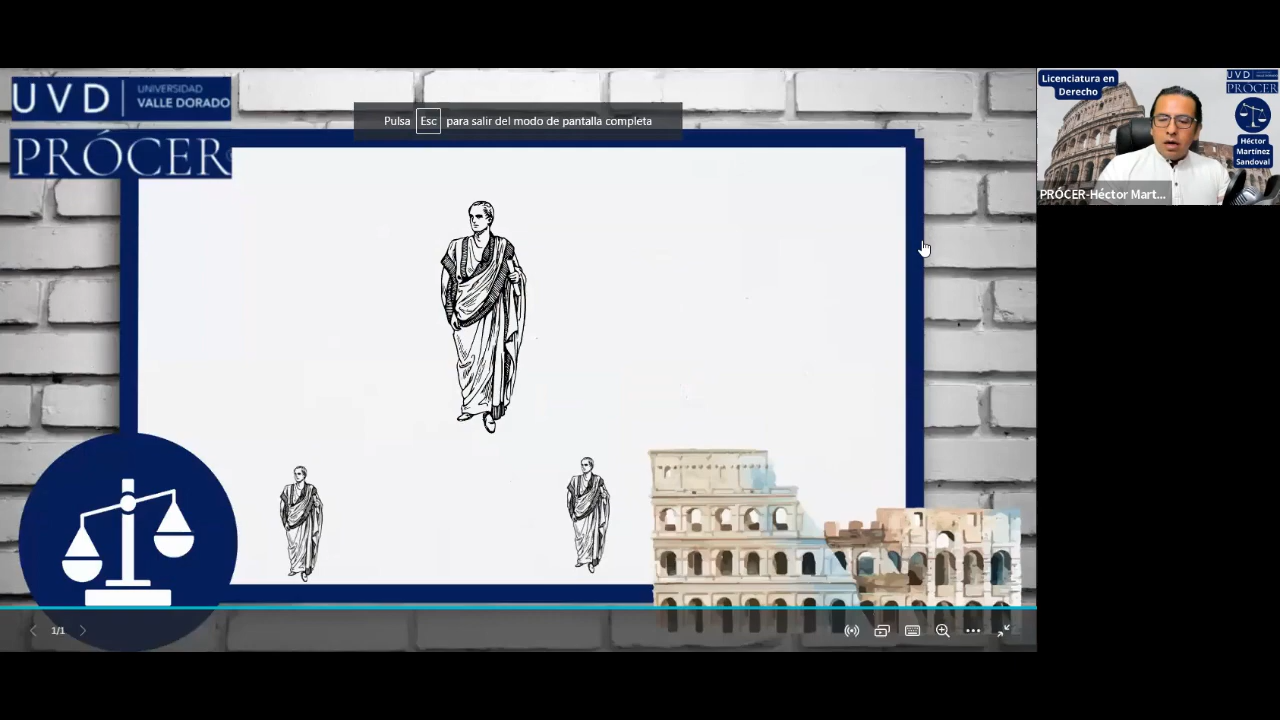 UVD UNIVERSIDAD
VALLE DORADO
PRÓCER
Pulsa Esc para salir del modo de pantalla completa
1/1
Licenciatura en
Derecho
UVD
PRÓCER
Héctor
Martínez
Sandoval
PRÓCER-Héctor Mart...